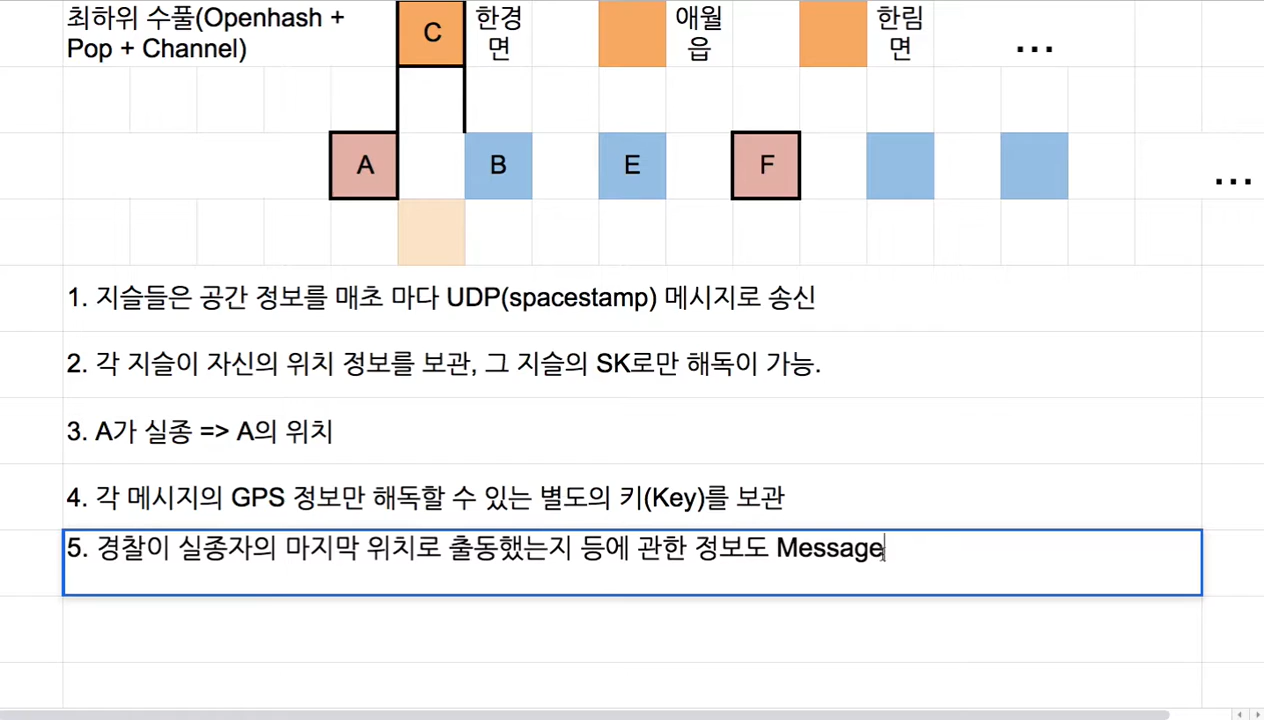 최하위 수풀(Openhash +
Pop + Channel)
C
한경
면
애월
읍
한림
면
...
A
B
E
F
...
1. 지슬들은 공간 정보를 매초 마다 UDP(spacestamp) 메시지로 송신
2. 각 지슬이 자신의 위치 정보를 보관, 그 지슬의 SK로만 해독이 가능.
3. A가 실종 => A의 위치
4. 각 메시지의 GPS 정보만 해독할 수 있는 별도의 키(Key)를 보관
5. 경찰이 실종자의 마지막 위치로 출동했는지 등에 관한 정보도 Message